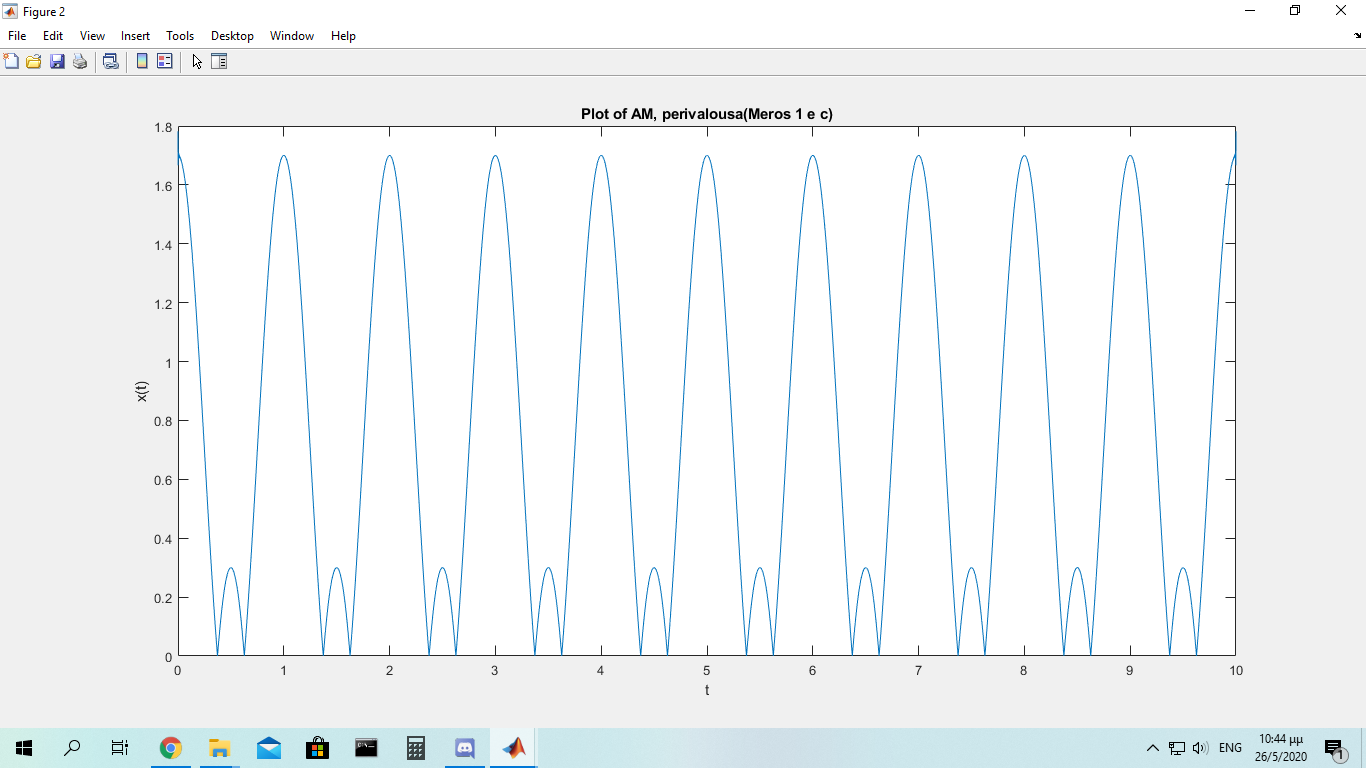 Figure 2
File Edit View Insert Tools Desktop Window Help
Plot of AM, perivalousa(Meros 1 e c)
1.8
1.6
1.4
1.2
1
0.8
0.6
0.4
0.2
0
x(t)
0 1 2 3 4 5 6 7 8 9 10
t
ENG
10:44 μμ
26/5/2020
1